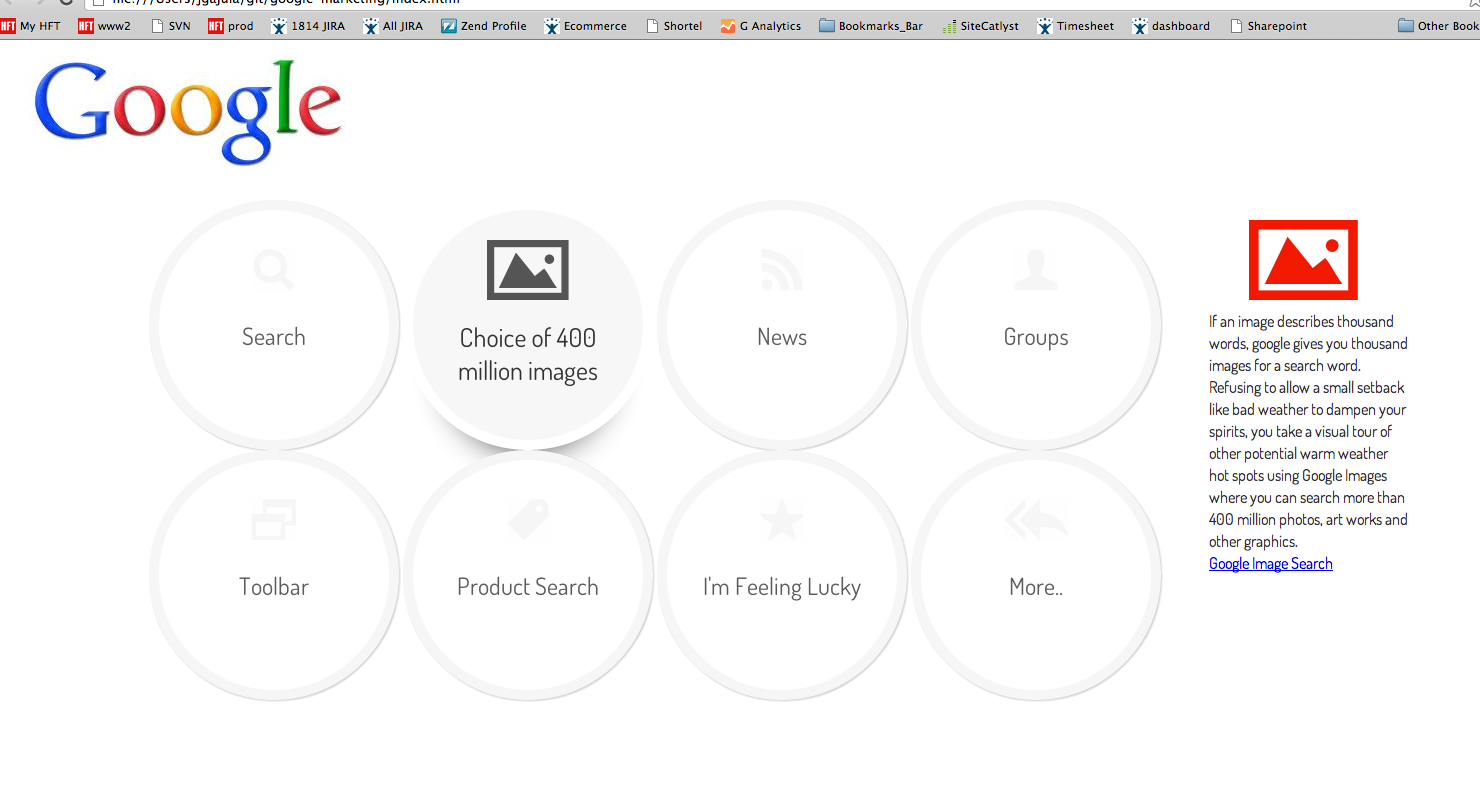 My HFT www2 SVN prod 1814 JIRA All JIRA Zend Profile Ecommerce Shortel G Analytics Bookmarks_Bar SiteCatlyst Timesheet dashboard Sharepoint Other Book
Google
Search
Choice of 400
million images
News
Groups
Toolbar
Product Search
I'm Feeling Lucky
More..
If an image describes thousand
words, google gives you thousand
images for a search word.
Refusing to allow a small setback
like bad weather to dampen your
spirits, you take a visual tour of
other potential warm weather
hot spots using Google Images
where you can search more than
400 million photos, art works and
other graphics.
Google Image Search